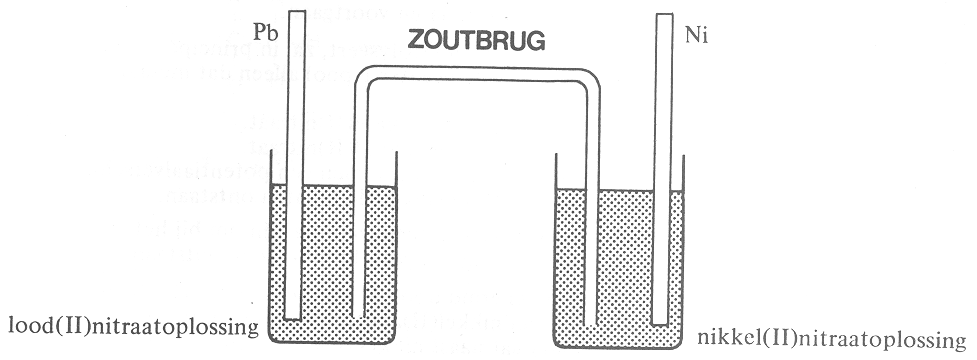 Pb
ZOUTBRUG
Ni
lood(II)nitraatoplossing
nikkel(II)nitraatoplossing